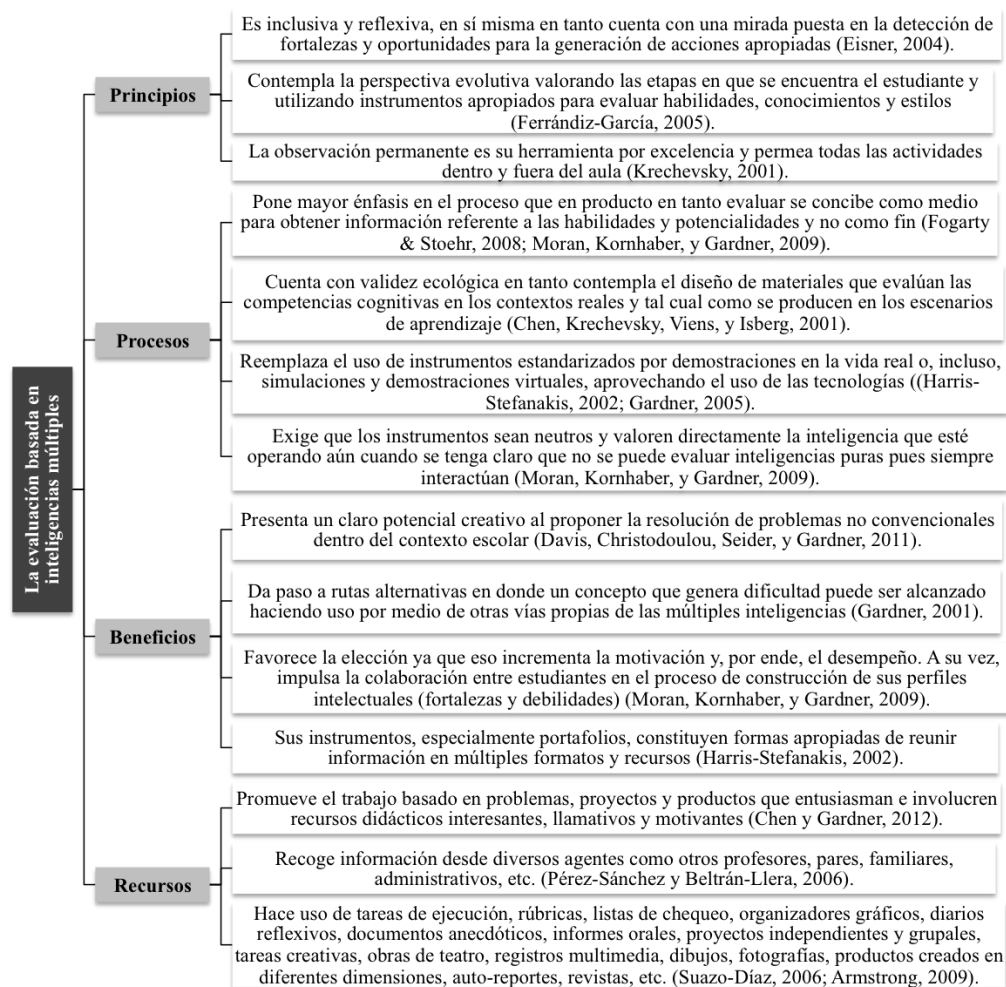 La evaluación basada en
inteligencias múltiples
Principios
Es inclusiva y reflexiva, en sí misma en tanto cuenta con una mirada puesta en la detección de
fortalezas y oportunidades para la generación de acciones apropiadas (Eisner, 2004).
Contempla la perspectiva evolutiva valorando las etapas en que se encuentra el estudiante y
utilizando instrumentos apropiados para evaluar habilidades, conocimientos y estilos
(Ferrándiz-García, 2005).
La observación permanente es su herramienta por excelencia y permea todas las actividades
dentro y fuera del aula (Krechevsky, 2001).
Procesos
Pone mayor énfasis en el proceso que en producto en tanto evaluar se concibe como medio
para obtener información referente a las habilidades y potencialidades y no como fin (Fogarty
& Stoehr, 2008; Moran, Kornhaber, y Gardner, 2009).
Cuenta con validez ecológica en tanto contempla el diseño de materiales que evalúan las
competencias cognitivas en los contextos reales y tal cual como se producen en los escenarios
de aprendizaje (Chen, Krechevsky, Viens, y Isberg, 2001).
Reemplaza el uso de instrumentos estandarizados por demostraciones en la vida real o, incluso,
simulaciones y demostraciones virtuales, aprovechando el uso de las tecnologías ((Harris-
Stefanakis, 2002; Gardner, 2005).
Exige que los instrumentos sean neutros y valoren directamente la inteligencia que esté
operando aún cuando se tenga claro que no se puede evaluar inteligencias puras pues siempre
interactúan (Moran, Kornhaber, y Gardner, 2009).
Beneficios
Presenta un claro potencial creativo al proponer la resolución de problemas no convencionales
dentro del contexto escolar (Davis, Christodoulou, Seider, y Gardner, 2011).
Da paso a rutas alternativas en donde un concepto que genera dificultad puede ser alcanzado
haciendo uso por medio de otras vías propias de las múltiples inteligencias (Gardner, 2001).
Favorece la elección ya que eso incrementa la motivación y, por ende, el desempeño. A su vez,
impulsa la colaboración entre estudiantes en el proceso de construcción de sus perfiles
intelectuales (fortalezas y debilidades) (Moran, Kornhaber, y Gardner, 2009).
Sus instrumentos, especialmente portafolios, constituyen formas apropiadas de reunir
información en múltiples formatos y recursos (Harris-Stefanakis, 2002).
Recursos
Promueve el trabajo basado en problemas, proyectos y productos que entusiasman e involucren
recursos didácticos interesantes, llamativos y motivantes (Chen y Gardner, 2012).
Recoge información desde diversos agentes como otros profesores, pares, familiares,
administrativos, etc. (Pérez-Sánchez y Beltrán-Llera, 2006).
Hace uso de tareas de ejecución, rúbricas, listas de chequeo, organizadores gráficos, diarios
reflexivos, documentos anecdóticos, informes orales, proyectos independientes y grupales,
tareas creativas, obras de teatro, registros multimedia, dibujos, fotografías, productos creados en
diferentes dimensiones, auto-reportes, revistas, etc. (Suazo-Díaz, 2006; Armstrong, 2009).